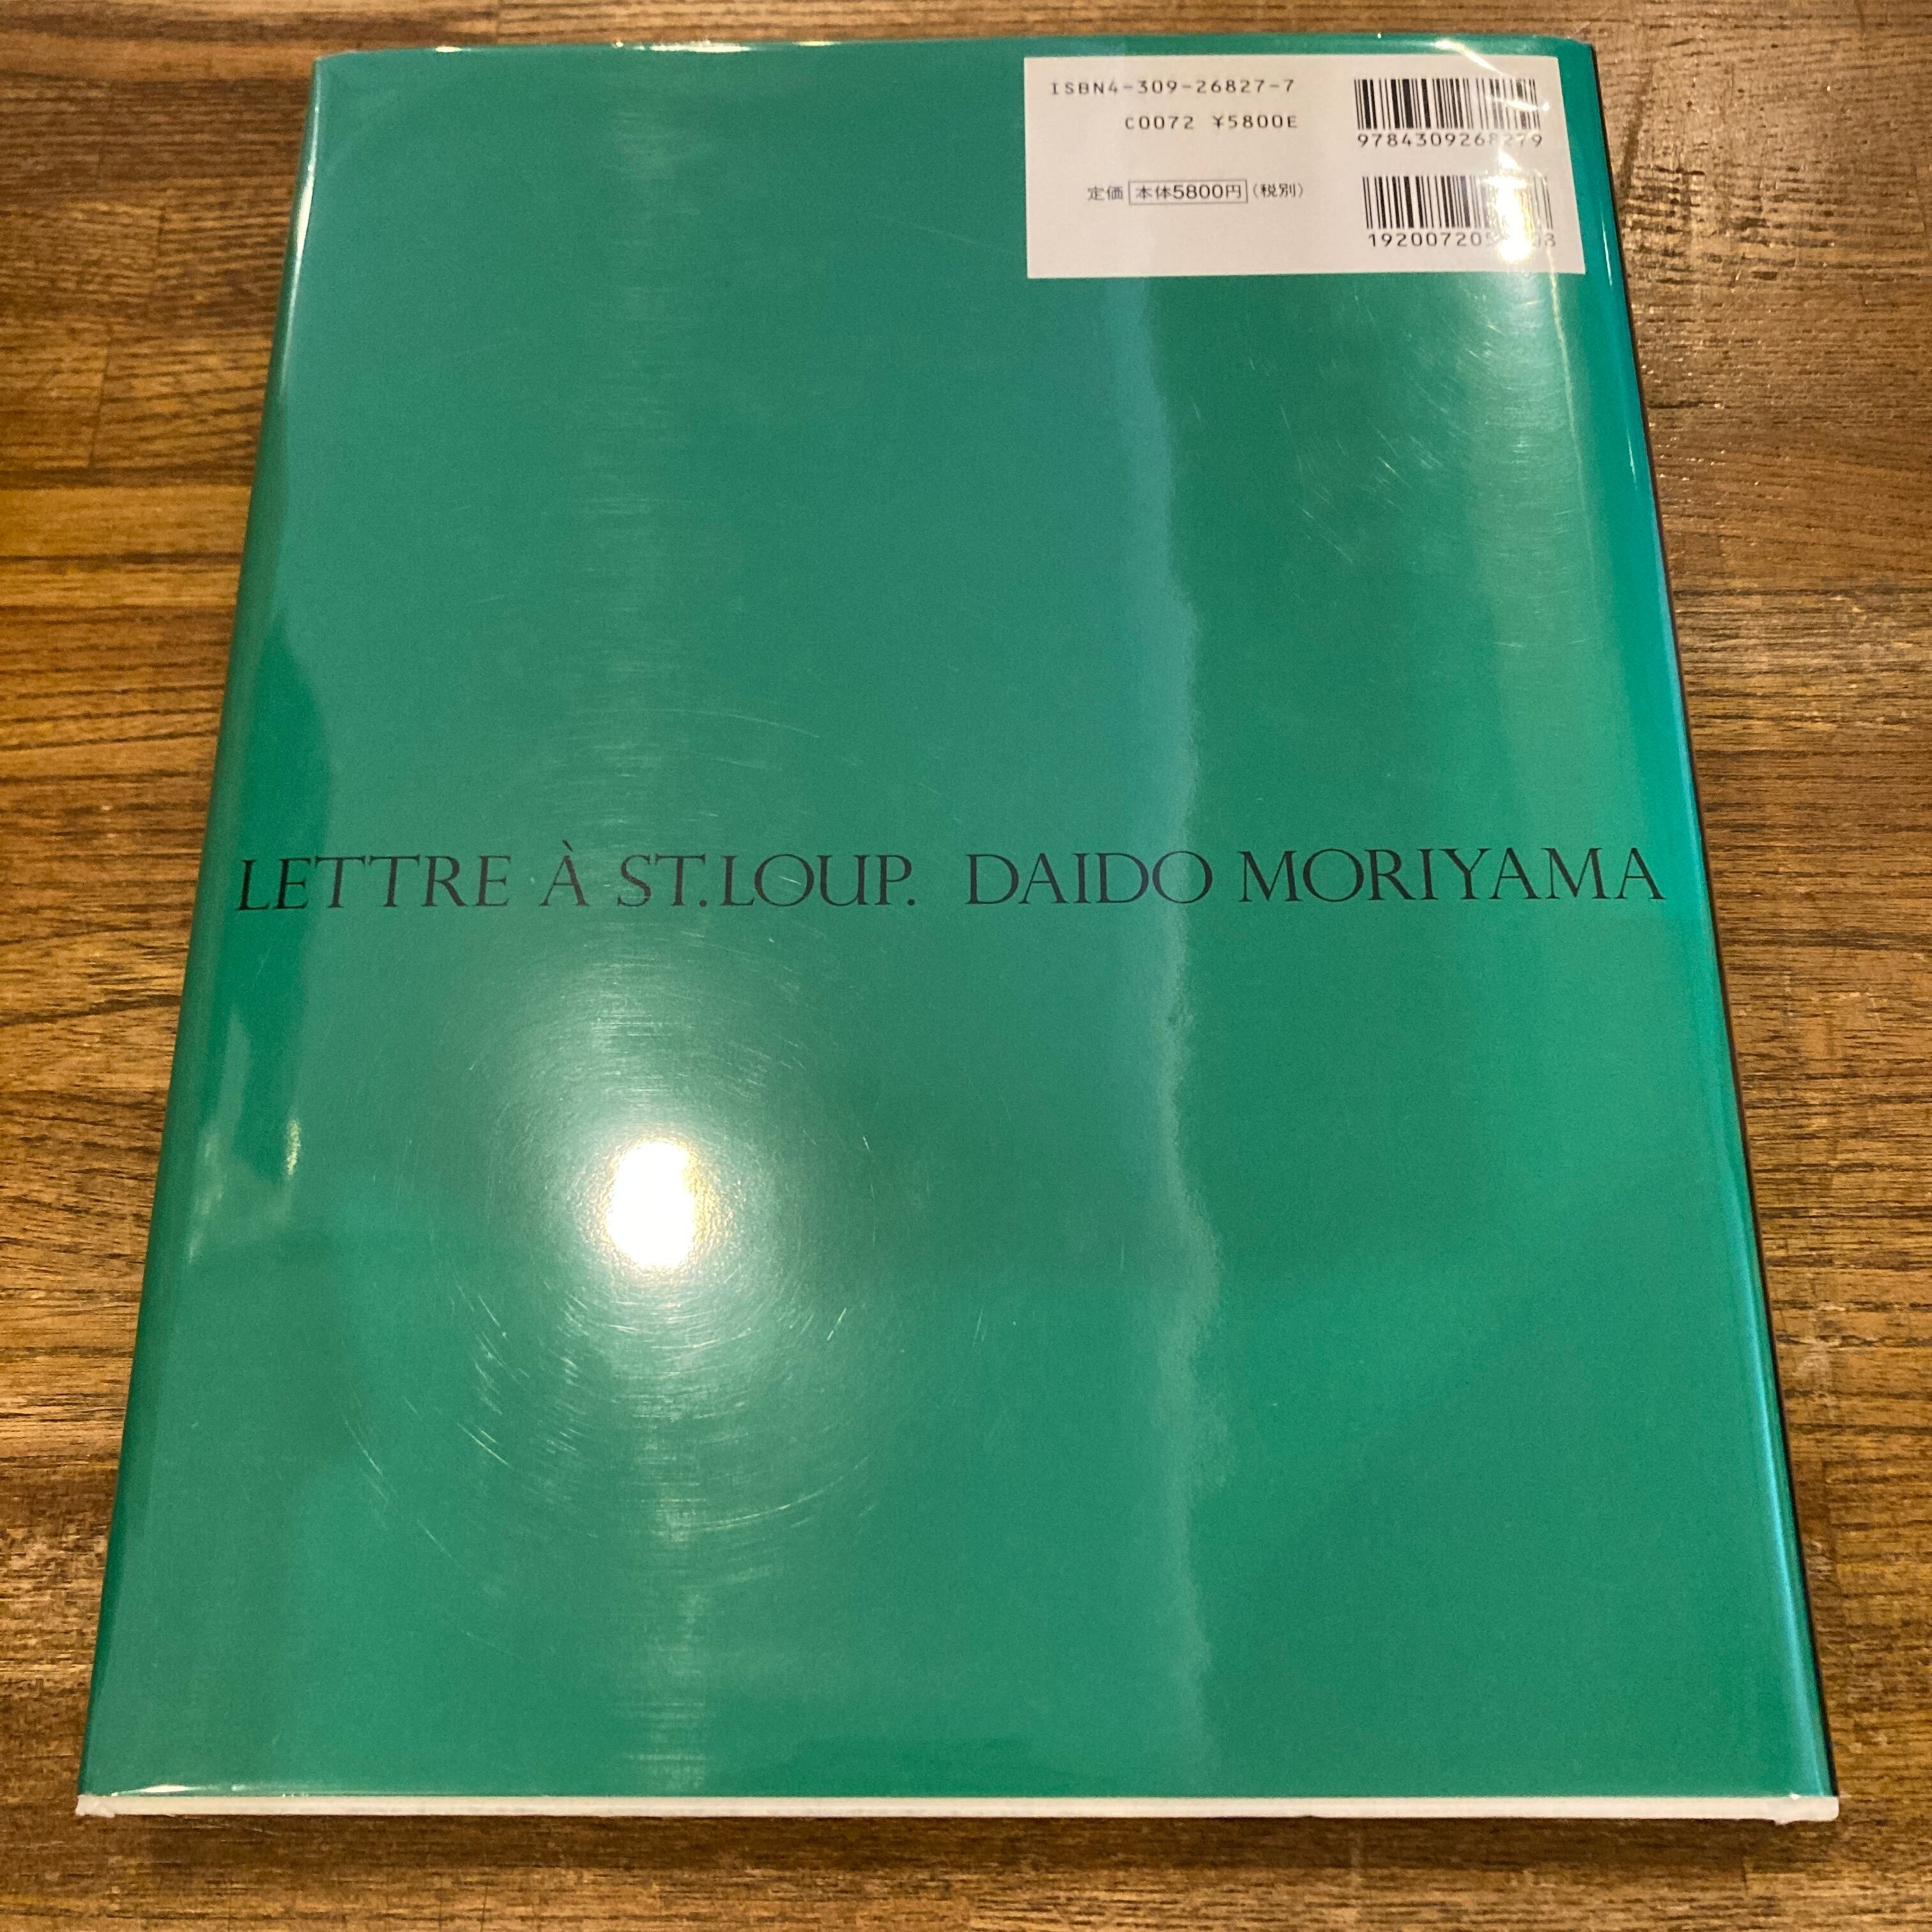 ISBN4-309-26827-7
C0072 ¥5800E
定価 本体5800円 (税別)
9784309268279
LETTRE À ST.LOUP. DAIDO MORIYAMA